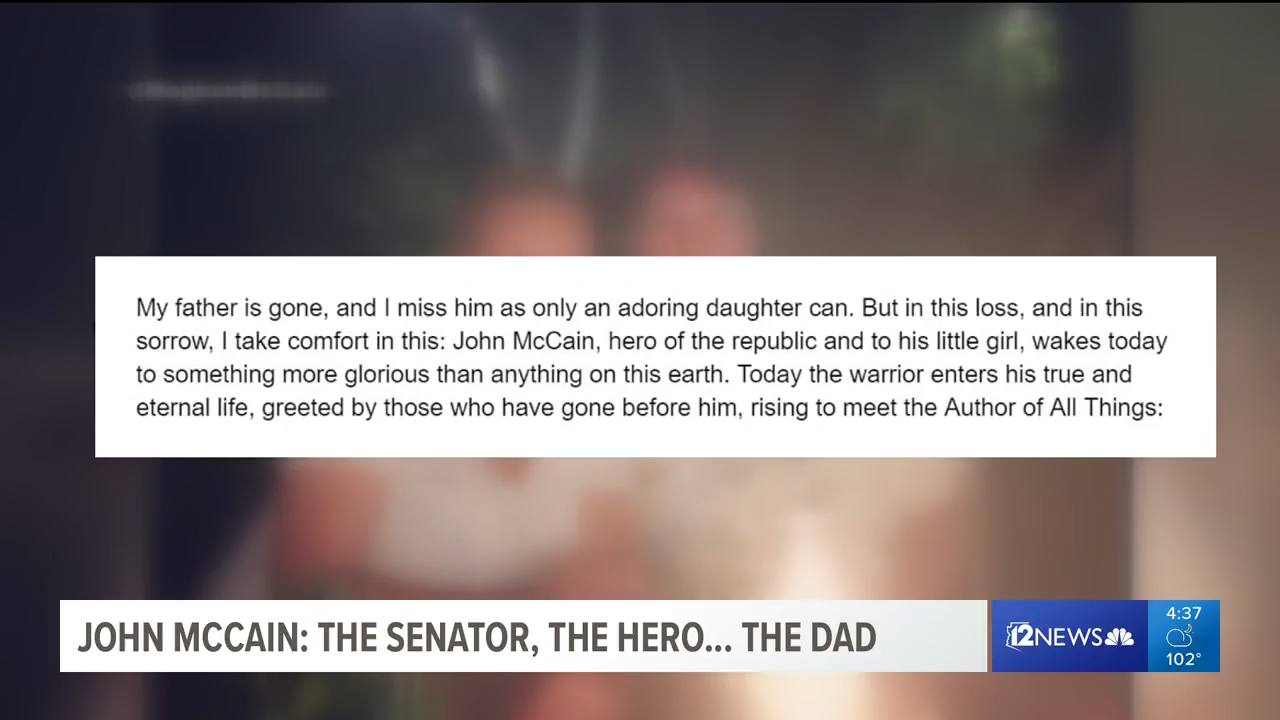 My father is gone, and I miss him as only an adoring daughter can. But in this loss, and in this
sorrow, I take comfort in this: John McCain, hero of the republic and to his little girl, wakes today
to something more glorious than anything on this earth. Today the warrior enters his true and
eternal life, greeted by those who have gone before him, rising to meet the Author of All Things:
JOHN MCCAIN: THE SENATOR, THE HERO... THE DAD
12NEWS
4:37
102°